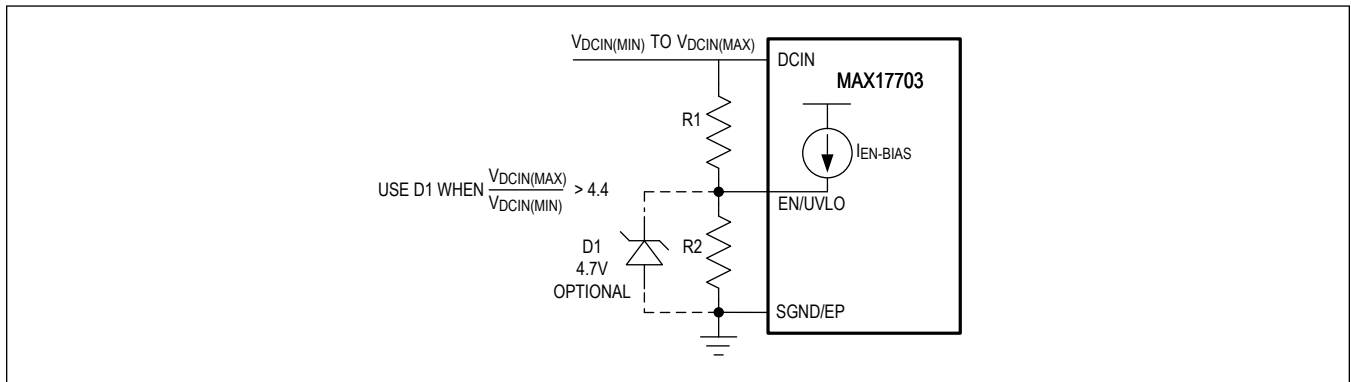 VDCIN(MIN) TO VDCIN(MAX)
DCIN
MAX17703
R1
IEN-BIAS
USE D1 WHEN VDCIN(MAX)/VDCIN(MIN) > 4.4
EN/UVLO
D1
4.7V
OPTIONAL
R2
SGND/EP